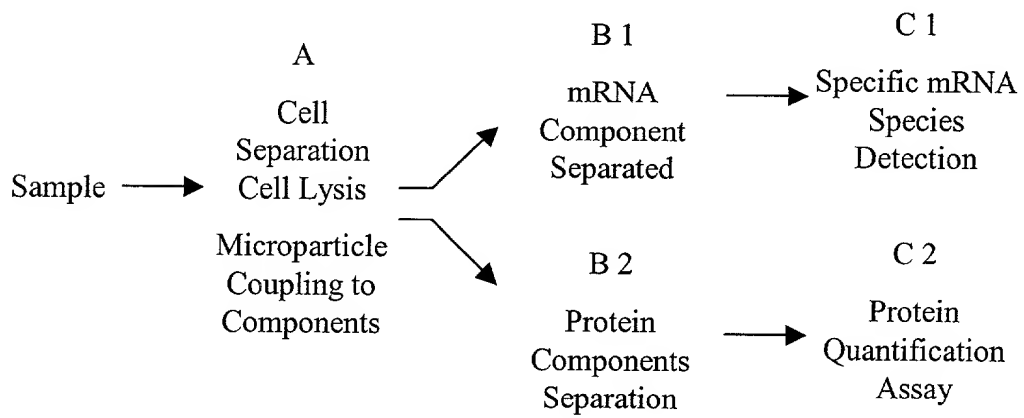 Sample
A
Cell
Separation
Cell Lysis
Microparticle
Coupling to
Components
B 1
mRNA
Component
Separated
C 1
Specific mRNA
Species
Detection
B 2
Protein
Components
Separation
C 2
Protein
Quantification
Assay